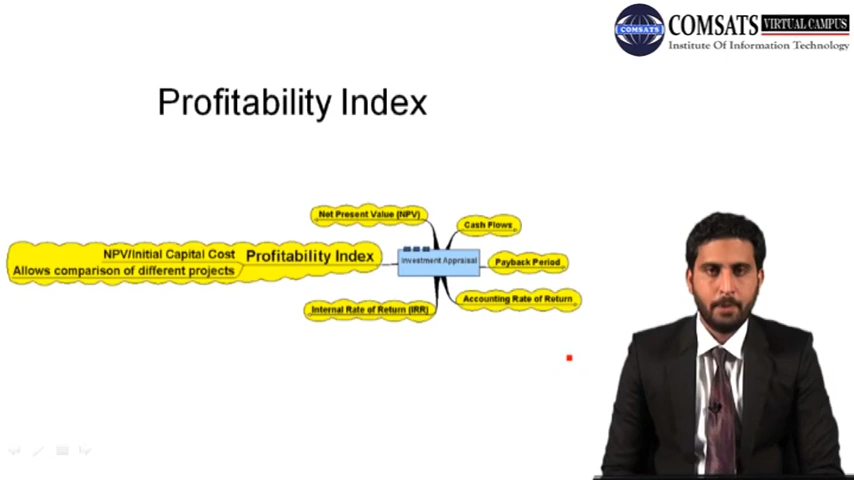 COMSATS
COMSATS VIRTUAL CAMPUS
Institute Of Information Technology
Profitability Index
Net Present Value (NPV)
Cash Flows
NPV/Initial Capital Cost
Allows comparison of different projects
Profitability Index
Investment Appraisal
Payback Period
Accounting Rate of Return
Internal Rate of Return (IRR)